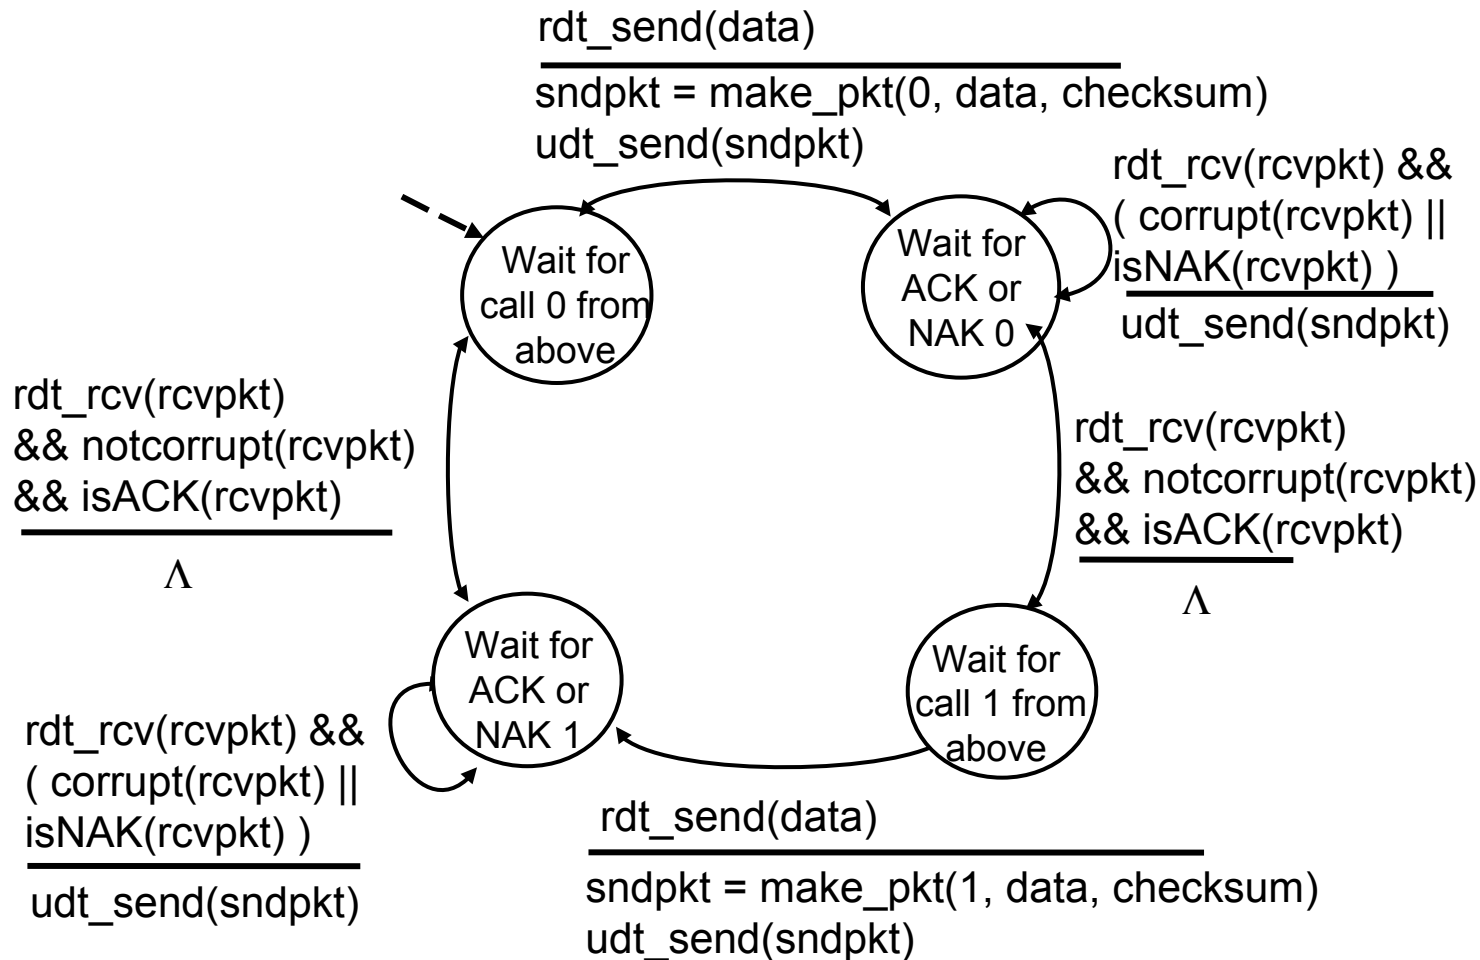 rdt_send(data)
sndpkt = make_pkt(0, data, checksum)
udt_send(sndpkt)
rdt_rcv(rcvpkt) &&
( corrupt(rcvpkt) ||
isNAK(rcvpkt) )
udt_send(sndpkt)
Wait for
call 0 from
above
Wait for
ACK or
NAK 0
rdt_rcv(rcvpkt)
&& notcorrupt(rcvpkt)
&& isACK(rcvpkt)
Λ
rdt_rcv(rcvpkt)
&& notcorrupt(rcvpkt)
&& isACK(rcvpkt)
Λ
Wait for
ACK or
NAK 1
Wait for
call 1 from
above
rdt_rcv(rcvpkt) &&
( corrupt(rcvpkt) ||
isNAK(rcvpkt) )
udt_send(sndpkt)
rdt_send(data)
sndpkt = make_pkt(1, data, checksum)
udt_send(sndpkt)